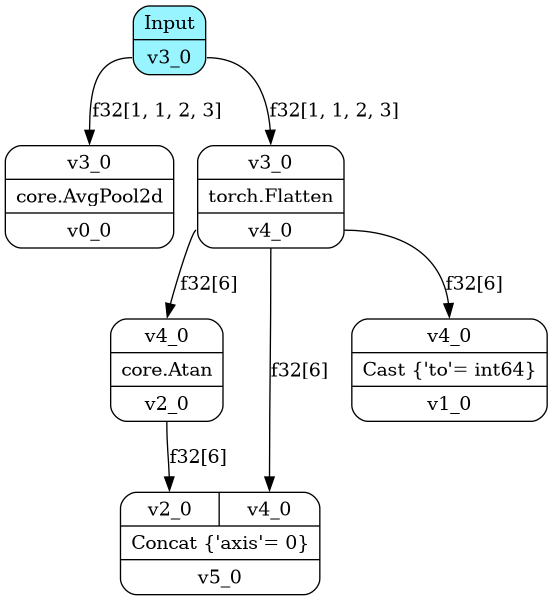 Input
v3_0
f32[1, 1, 2, 3]
f32[1, 1, 2, 3]
v3_0
core.AvgPool2d
v0_0
v3_0
torch.Flatten
v4_0
f32[6]
f32[6]
f32[6]
v4_0
core.Atan
v2_0
v4_0
Cast {'to'= int64}
v1_0
f32[6]
v2_0
v4_0
Concat {'axis'= 0}
v5_0